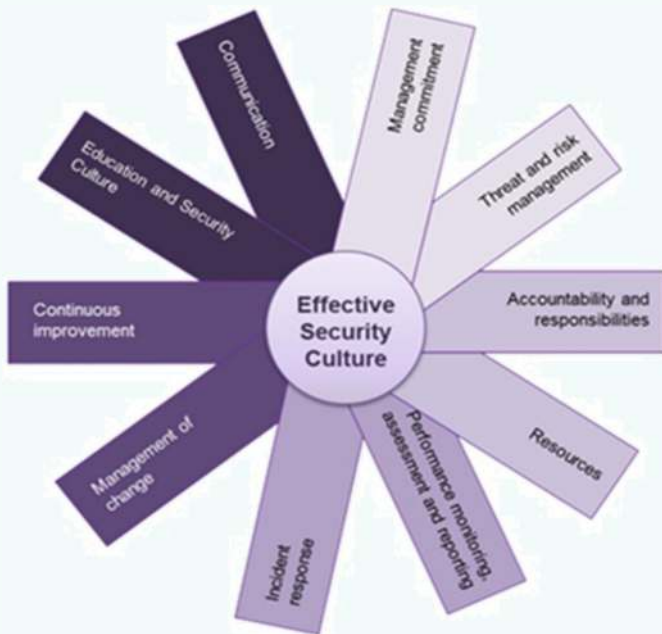 Communication
Management
commitment
Education and Security
Culture
Threat and risk
management
Continuous
improvement
Effective
Security
Culture
Accountability and
responsibilities
Management of
change
Resources
Incident
response
Performance monitoring,
assessment and reporting